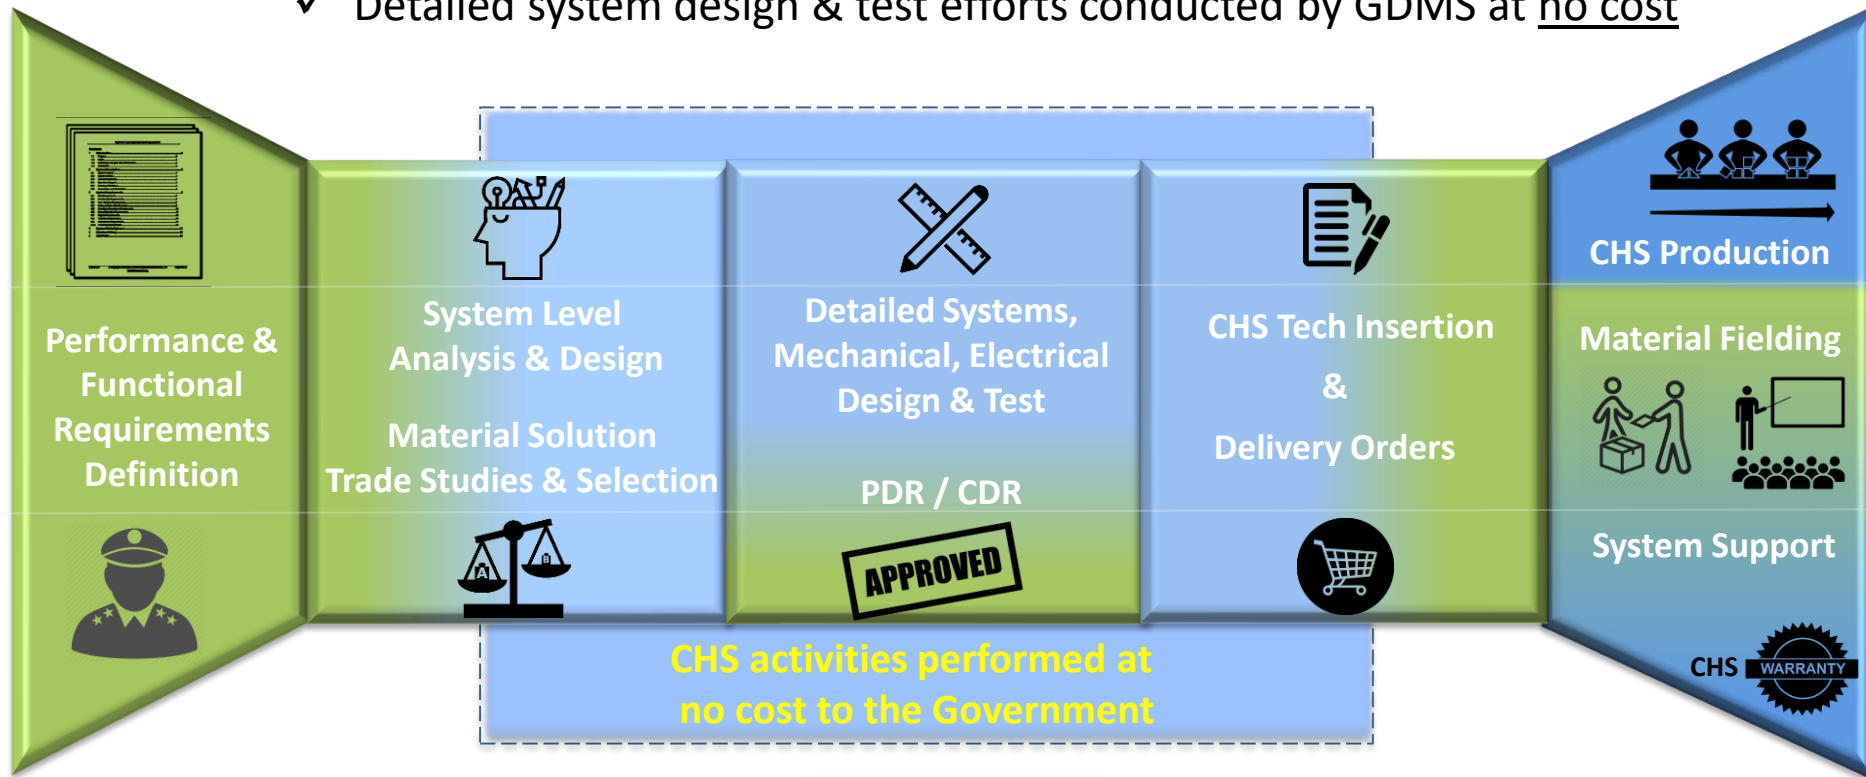 ✓ Detailed system design & test efforts conducted by GDMS at no cost
Performance &
Functional
Requirements
Definition
System Level
Analysis & Design
Material Solution
Trade Studies & Selection
A
B
Detailed Systems,
Mechanical, Electrical
Design & Test
PDR / CDR
APPROVED
CHS Tech Insertion
&
Delivery Orders
CHS Production
Material Fielding
System Support
CHS WARRANTY
CHS activities performed at
no cost to the Government